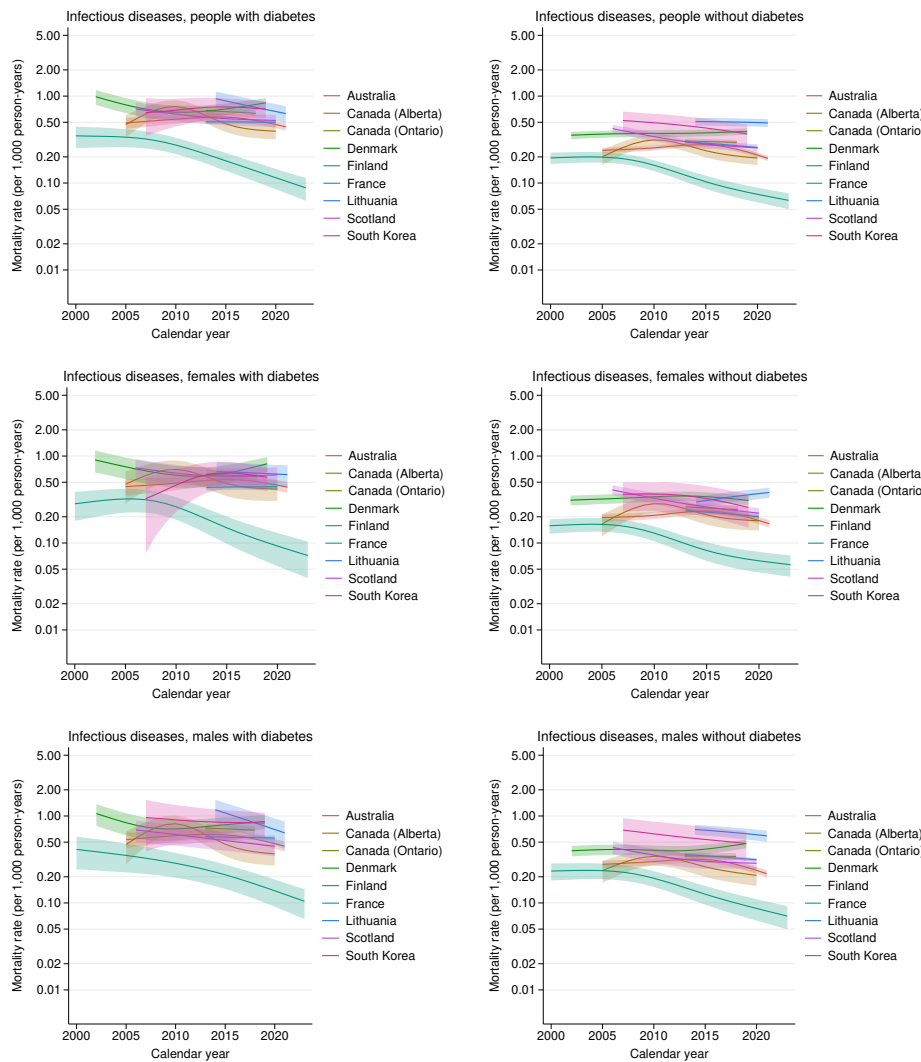 Infectious diseases, people with diabetes
Mortality rate (per 1,000 person-years)
5.00
2.00
1.00
0.50
0.20
0.10
0.05
0.02
0.01
2000 2005 2010 2015 2020
Calendar year
Australia
Canada (Alberta)
Canada (Ontario)
Denmark
Finland
France
Lithuania
Scotland
South Korea
Infectious diseases, people without diabetes
Mortality rate (per 1,000 person-years)
5.00
2.00
1.00
0.50
0.20
0.10
0.05
0.02
0.01
2000 2005 2010 2015 2020
Calendar year
Australia
Canada (Alberta)
Canada (Ontario)
Denmark
Finland
France
Lithuania
Scotland
South Korea
Infectious diseases, females with diabetes
Mortality rate (per 1,000 person-years)
5.00
2.00
1.00
0.50
0.20
0.10
0.05
0.02
0.01
2000 2005 2010 2015 2020
Calendar year
Australia
Canada (Alberta)
Canada (Ontario)
Denmark
Finland
France
Lithuania
Scotland
South Korea
Infectious diseases, females without diabetes
Mortality rate (per 1,000 person-years)
5.00
2.00
1.00
0.50
0.20
0.10
0.05
0.02
0.01
2000 2005 2010 2015 2020
Calendar year
Australia
Canada (Alberta)
Canada (Ontario)
Denmark
Finland
France
Lithuania
Scotland
South Korea
Infectious diseases, males with diabetes
Mortality rate (per 1,000 person-years)
5.00
2.00
1.00
0.50
0.20
0.10
0.05
0.02
0.01
2000 2005 2010 2015 2020
Calendar year
Australia
Canada (Alberta)
Canada (Ontario)
Denmark
Finland
France
Lithuania
Scotland
South Korea
Infectious diseases, males without diabetes
Mortality rate (per 1,000 person-years)
5.00
2.00
1.00
0.50
0.20
0.10
0.05
0.02
0.01
2000 2005 2010 2015 2020
Calendar year
Australia
Canada (Alberta)
Canada (Ontario)
Denmark
Finland
France
Lithuania
Scotland
South Korea